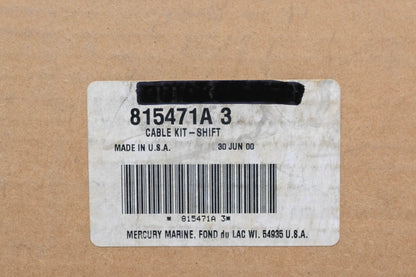 815471A 3
CABLE KIT - SHIFT
MADE IN U.S.A. 30 JUN 00
* 815471A 3*
MERCURY MARINE, FOND du LAC WI. 54935 U.S.A.